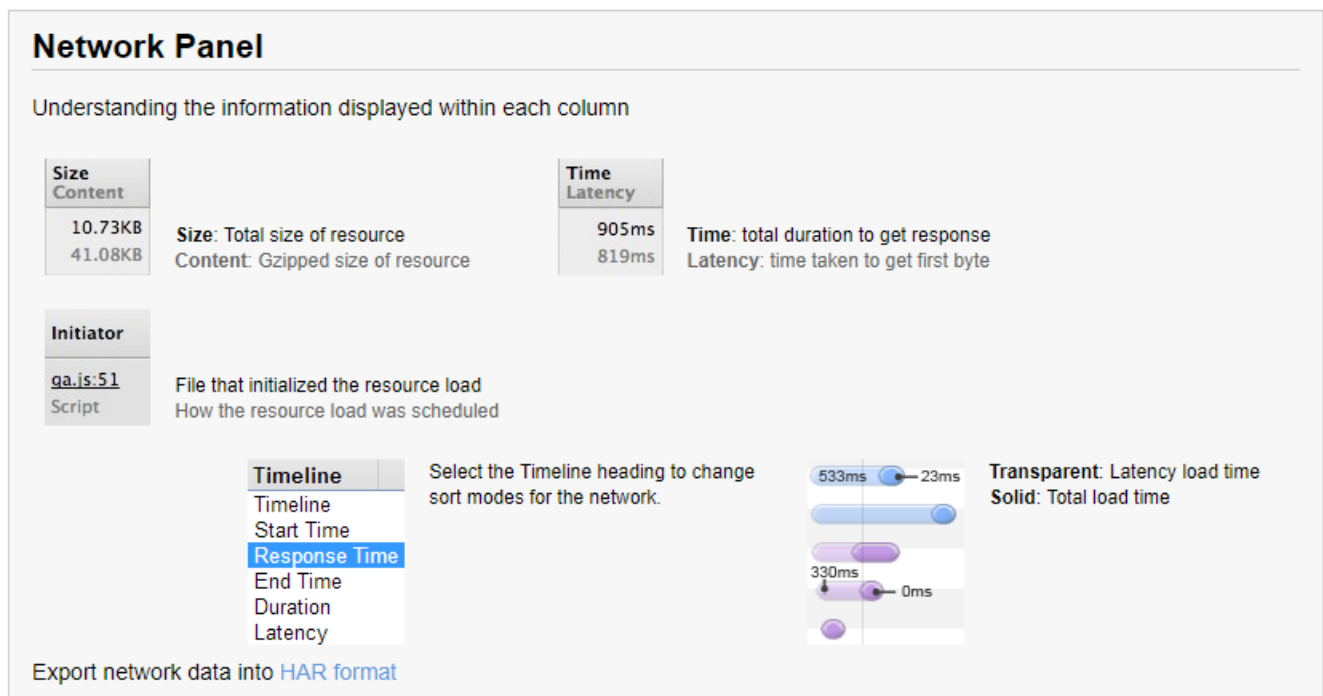 Network Panel
Understanding the information displayed within each column
Size
Content
10.73KB
41.08KB
Size: Total size of resource
Content: Gzipped size of resource
Time
Latency
905ms
819ms
Time: total duration to get response
Latency: time taken to get first byte
Initiator
ga.js:51
Script
File that initialized the resource load
How the resource load was scheduled
Timeline
Timeline
Start Time
Response Time
End Time
Duration
Latency
Select the Timeline heading to change
sort modes for the network.
533ms 23ms
330ms
0ms
Transparent: Latency load time
Solid: Total load time
Export network data into HAR format